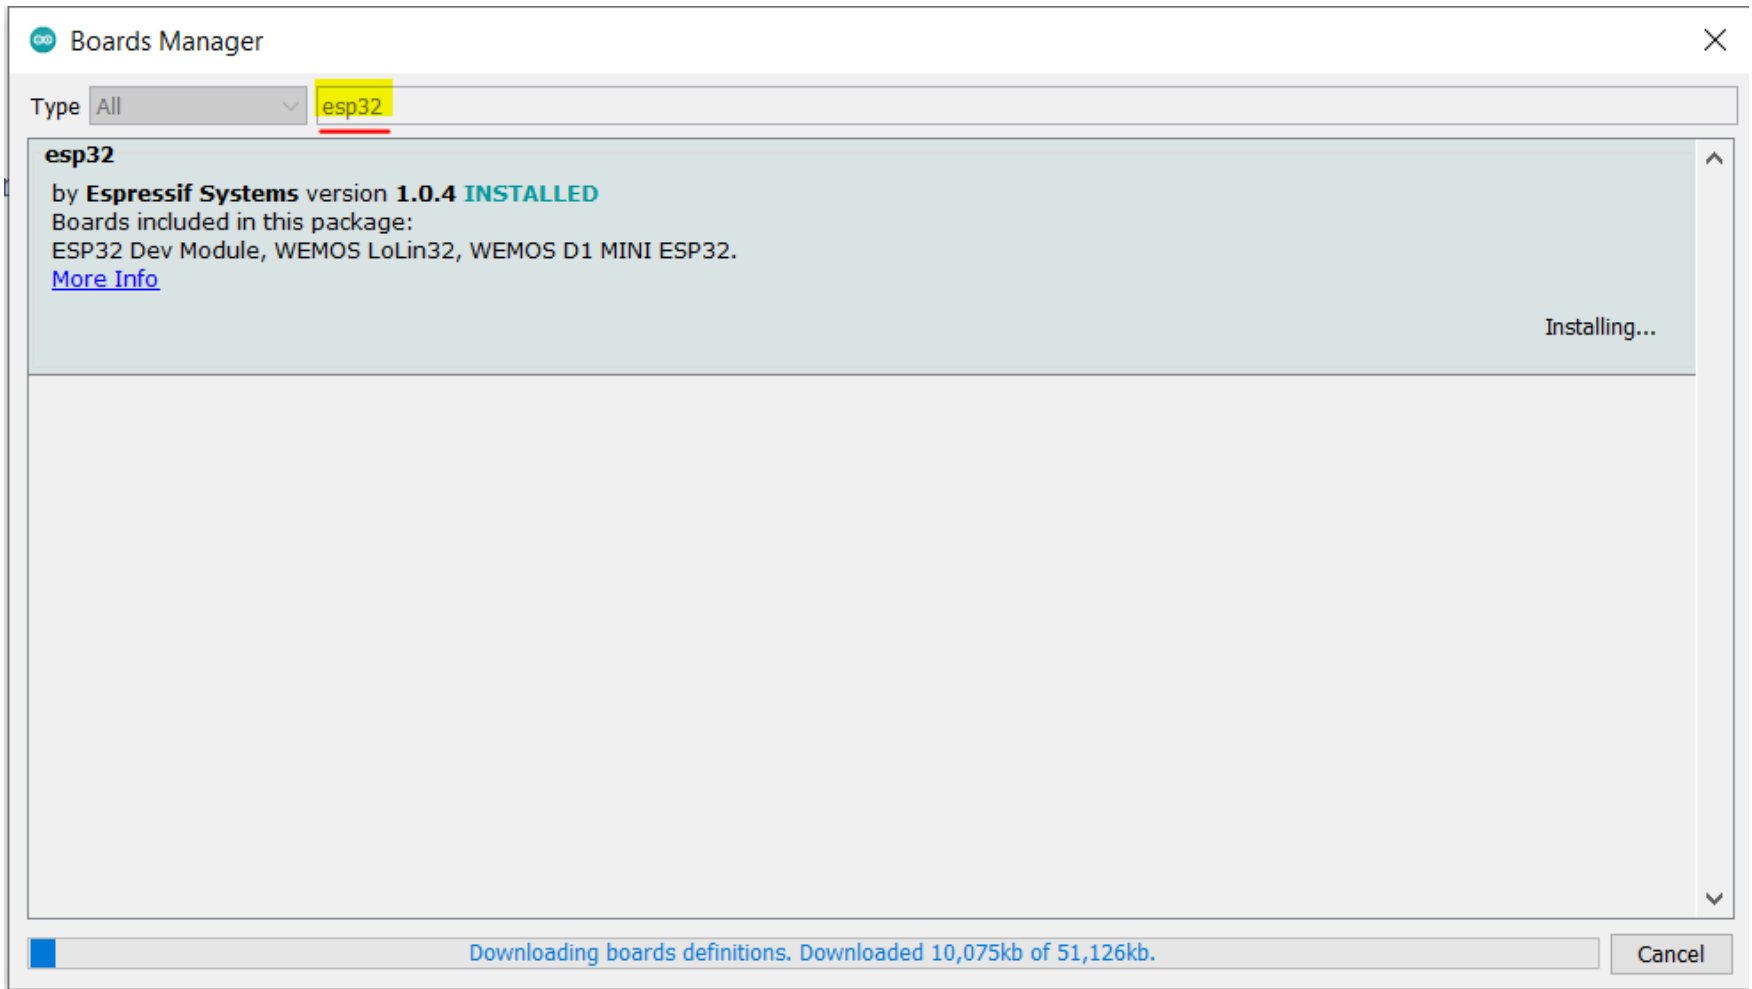 Boards Manager
Type All esp32
esp32
by Espressif Systems version 1.0.4 INSTALLED
Boards included in this package:
ESP32 Dev Module, WEMOS LoLin32, WEMOS D1 MINI ESP32.
More Info
Installing...
Downloading boards definitions. Downloaded 10,075kb of 51,126kb.
Cancel